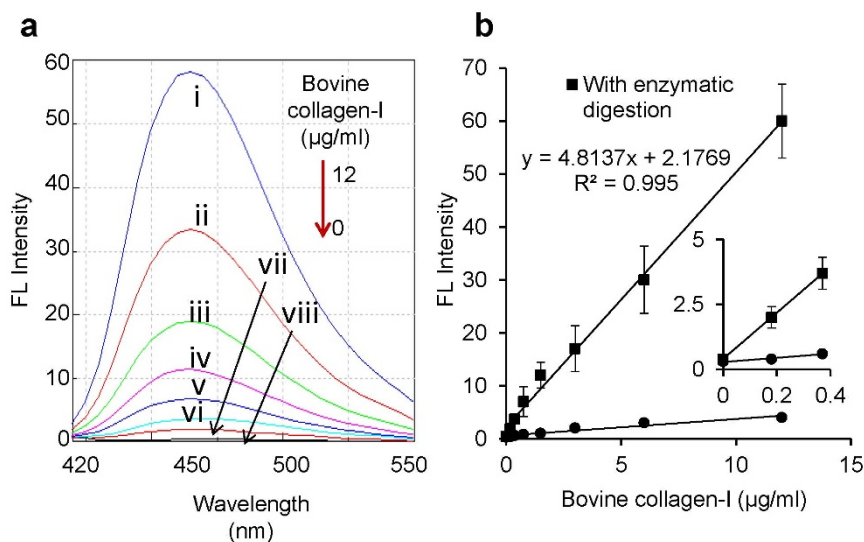 a
60
50
40
30
20
10
0
FL Intensity
i
ii
iii
iv
v
vi
vii
viii
Bovine
collagen-I
(µg/ml)
12
0
420
450
500
550
Wavelength
(nm)
b
70
60
50
40
30
20
10
0
FL Intensity
With enzymatic
digestion
y = 4.8137x + 2.1769
R² = 0.995
5
2.5
0
0.0
0.2
0.4
0
5
10
15
Bovine collagen-I (µg/ml)